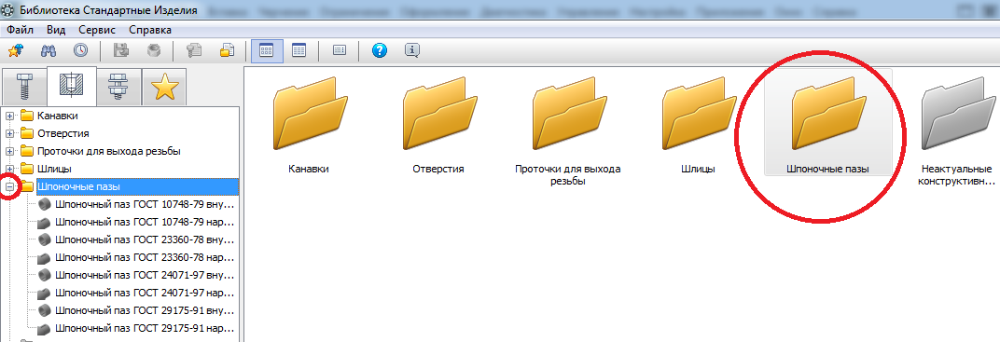 Библиотека Стандартные Изделия
Файл Вид Сервис Справка
Канавки
Отверстия
Проточки для выхода резьбы
Шлицы
Шпоночные пазы
Шпоночный паз ГОСТ 10748-79 вну...
Шпоночный паз ГОСТ 10748-79 нар...
Шпоночный паз ГОСТ 23360-78 вну...
Шпоночный паз ГОСТ 23360-78 нар...
Шпоночный паз ГОСТ 24071-97 вну...
Шпоночный паз ГОСТ 24071-97 нар...
Шпоночный паз ГОСТ 29175-91 вну...
Шпоночный паз ГОСТ 29175-91 нар...
Канавки
Отверстия
Проточки для выхода
резьбы
Шлицы
Шпоночные пазы
Неактуальные
конструктивн...